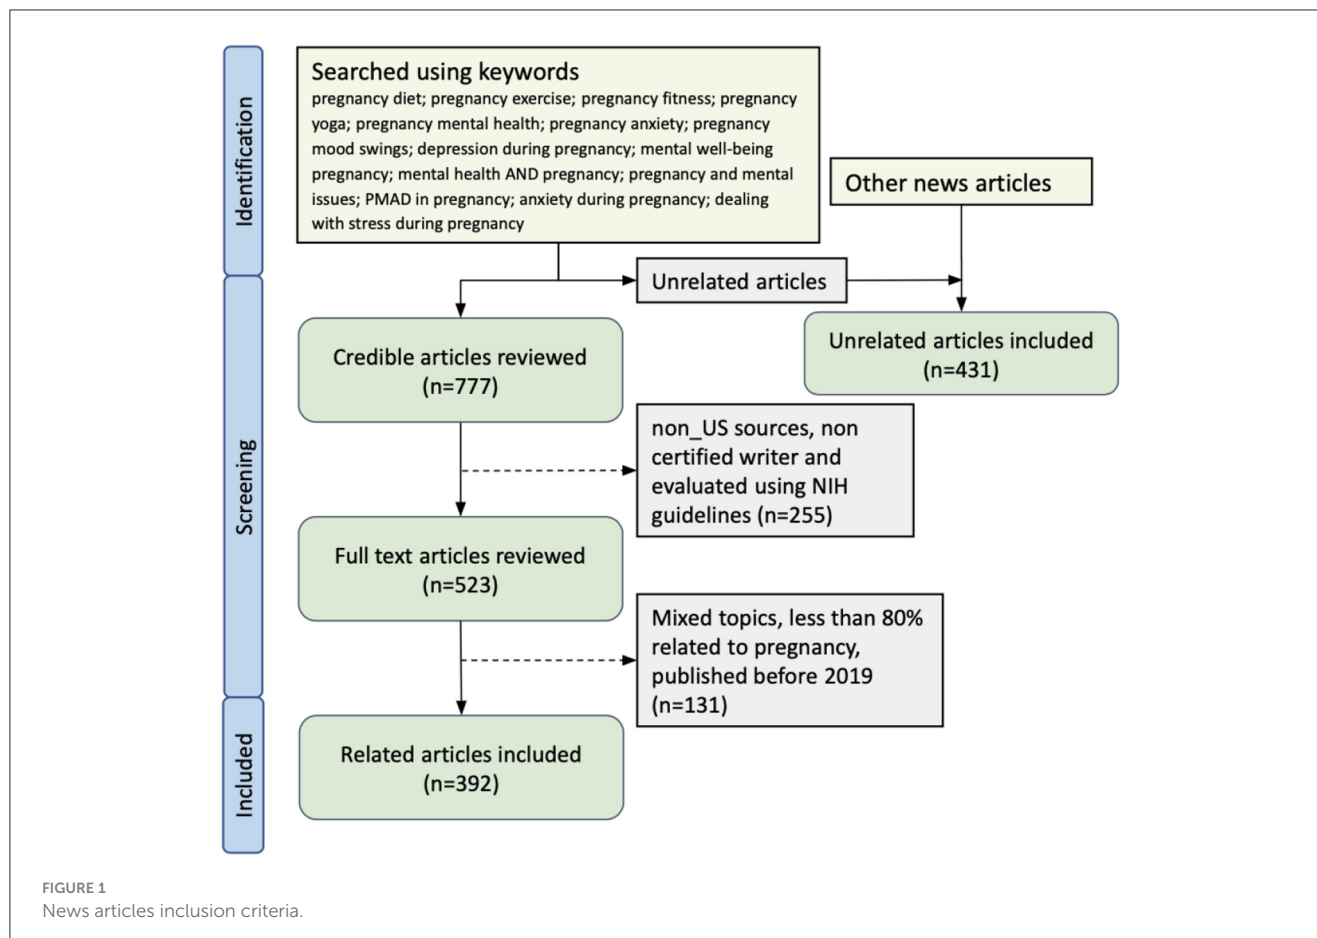 Identification
Searched using keywords
pregnancy diet; pregnancy exercise; pregnancy fitness; pregnancy
yoga; pregnancy mental health; pregnancy anxiety; pregnancy
mood swings; depression during pregnancy; mental well-being
pregnancy; mental health AND pregnancy; pregnancy and mental
issues; PMAD in pregnancy; anxiety during pregnancy; dealing
with stress during pregnancy
Other news articles
Unrelated articles
Screening
Credible articles reviewed
(n=777)
Unrelated articles included
(n=431)
non_US sources, non
certified writer and
evaluated using NIH
guidelines (n=255)
Full text articles reviewed
(n=523)
Mixed topics, less than 80%
related to pregnancy,
published before 2019
(n=131)
Included
Related articles included
(n=392)
FIGURE 1
News articles inclusion criteria.